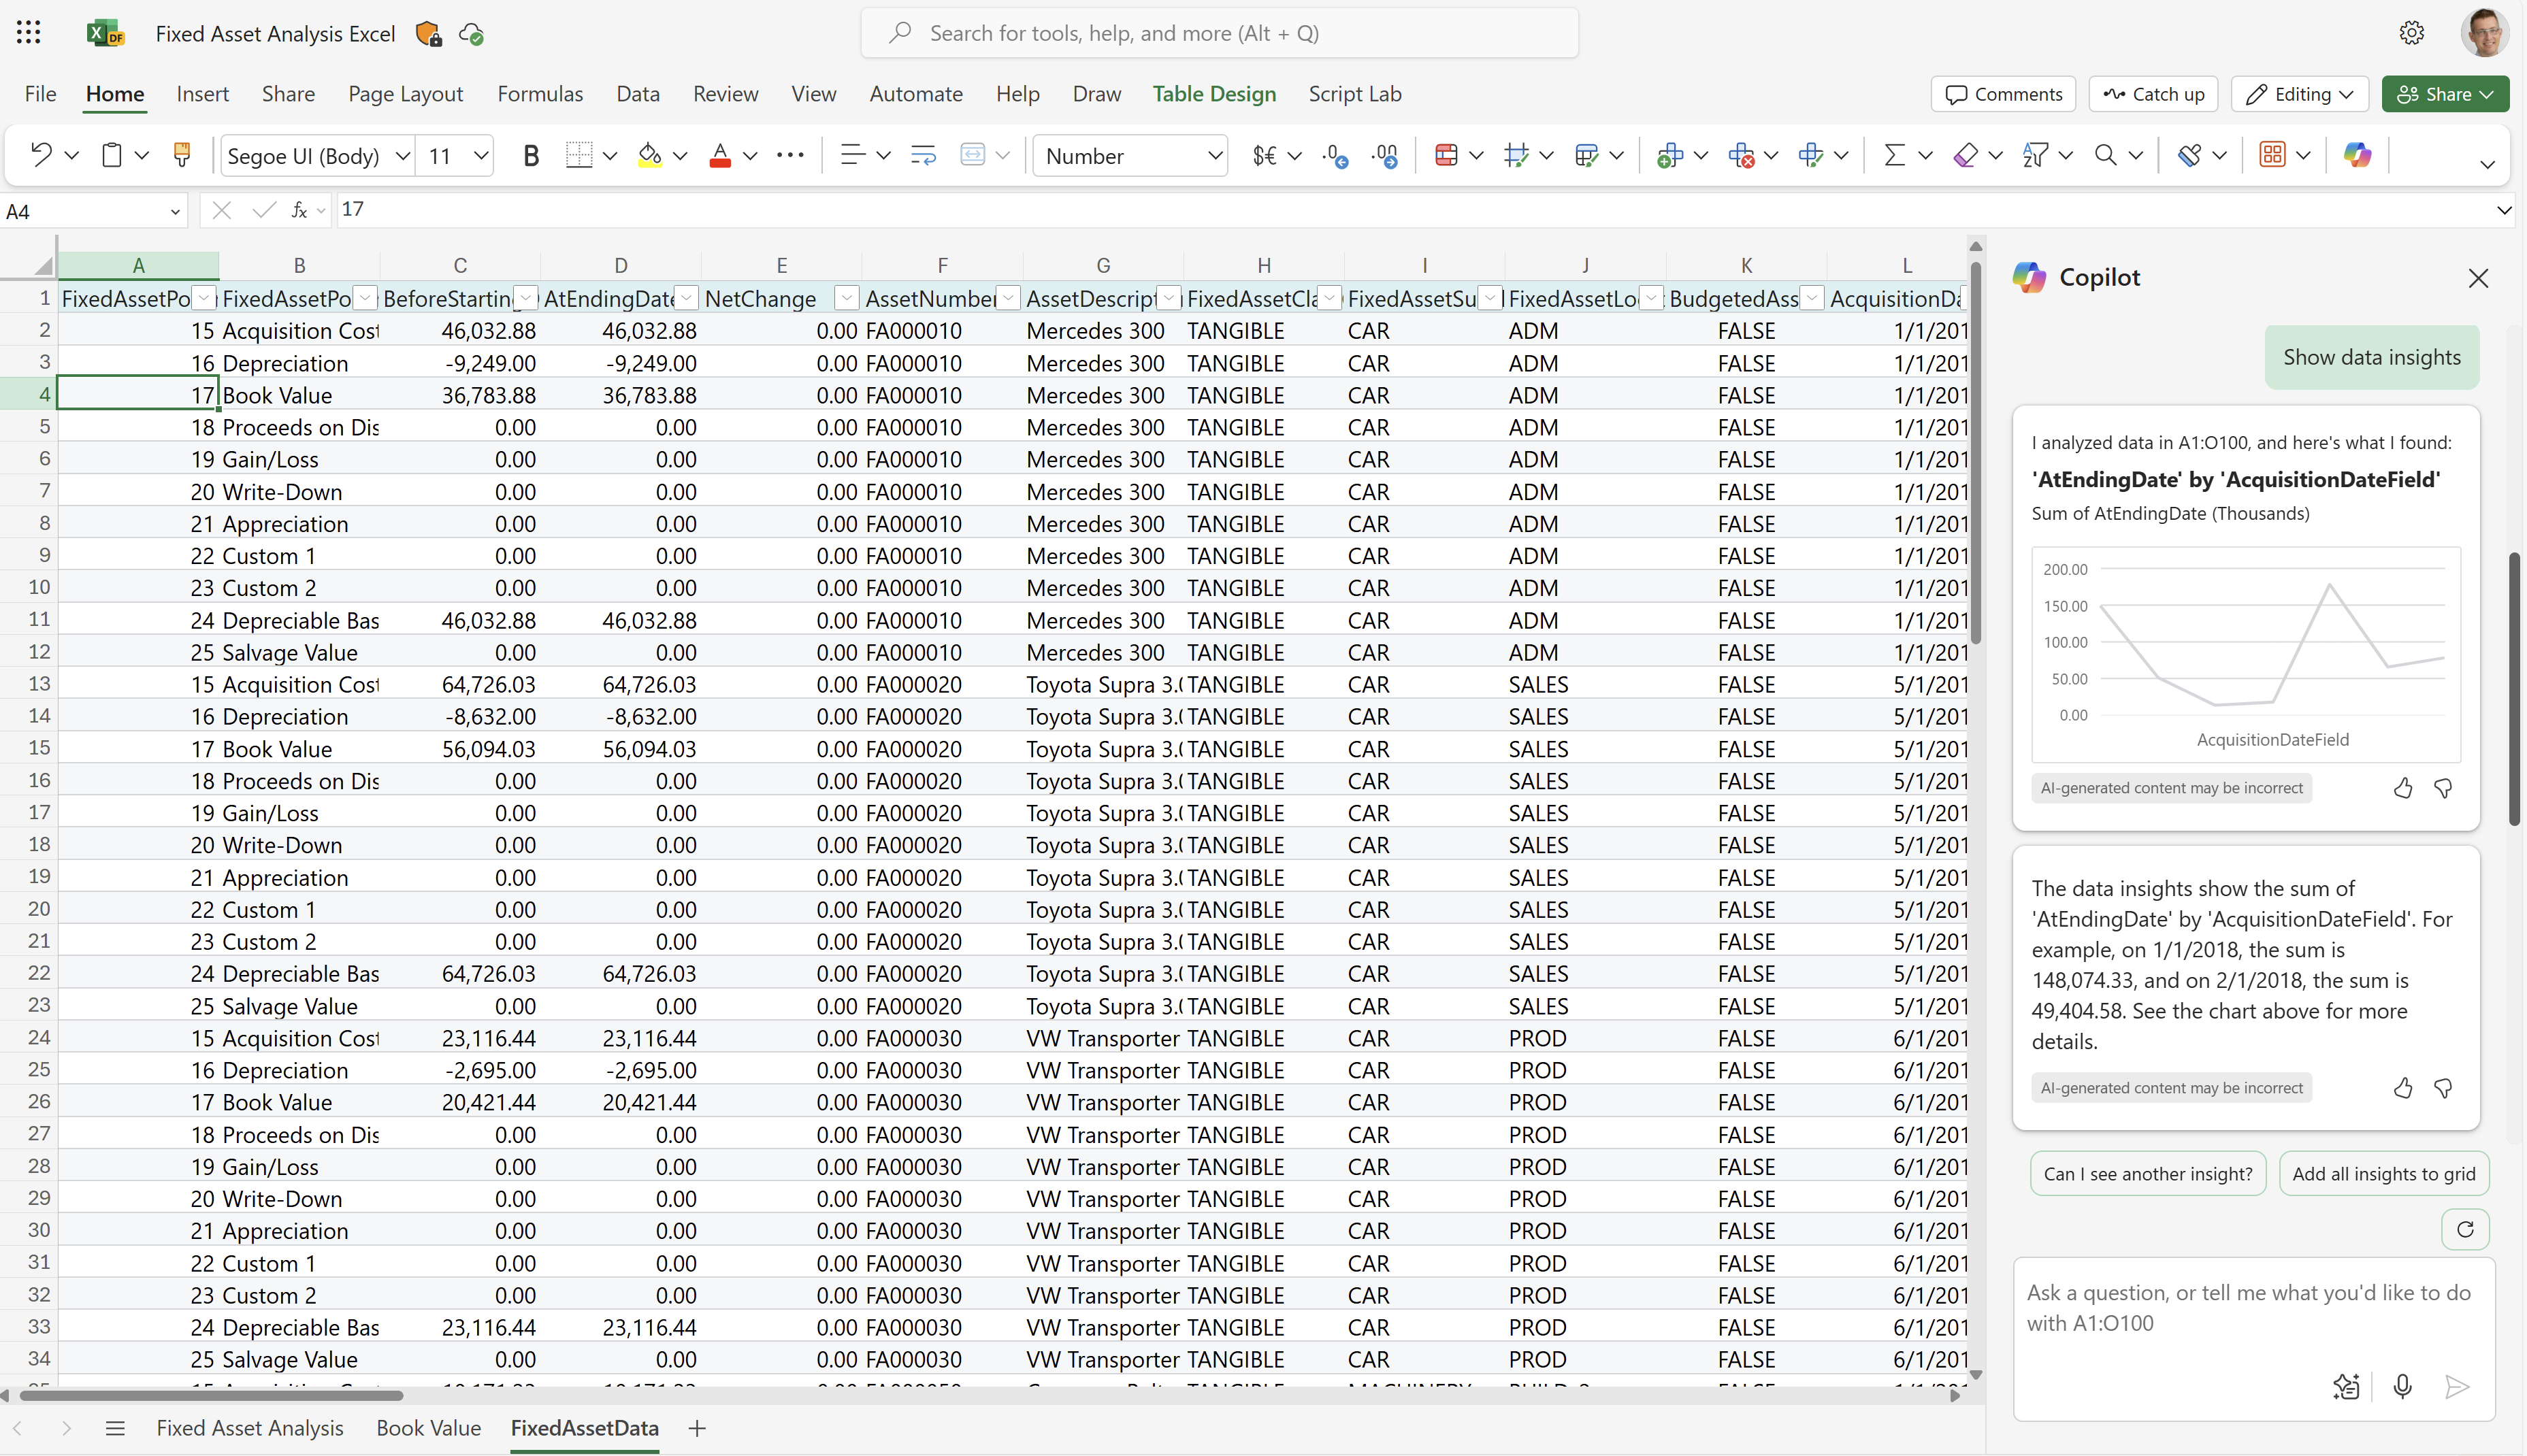 Fixed Asset Analysis Excel
Search for tools, help, and more (Alt + Q)
File Home Insert Share Page Layout Formulas Data Review View Automate Help Draw Table Design Script Lab
Comments Catch up Editing Share
Segoe UI (Body) 11 B Number
A4 fx 17
A B C D E F G H I J K L
1 FixedAssetPo FixedAssetPo BeforeStarting AtEndingDate NetChange AssetNumber AssetDescript FixedAssetCla FixedAssetSu FixedAssetLo BudgetedAss AcquisitionDa
2 15 Acquisition Cost 46,032.88 46,032.88 0.00 FA000010 Mercedes 300 TANGIBLE CAR ADM FALSE 1/1/201
3 16 Depreciation -9,249.00 -9,249.00 0.00 FA000010 Mercedes 300 TANGIBLE CAR ADM FALSE 1/1/201
4 17 Book Value 36,783.88 36,783.88 0.00 FA000010 Mercedes 300 TANGIBLE CAR ADM FALSE 1/1/201
5 18 Proceeds on Dis 0.00 0.00 0.00 FA000010 Mercedes 300 TANGIBLE CAR ADM FALSE 1/1/201
6 19 Gain/Loss 0.00 0.00 0.00 FA000010 Mercedes 300 TANGIBLE CAR ADM FALSE 1/1/201
7 20 Write-Down 0.00 0.00 0.00 FA000010 Mercedes 300 TANGIBLE CAR ADM FALSE 1/1/201
8 21 Appreciation 0.00 0.00 0.00 FA000010 Mercedes 300 TANGIBLE CAR ADM FALSE 1/1/201
9 22 Custom 1 0.00 0.00 0.00 FA000010 Mercedes 300 TANGIBLE CAR ADM FALSE 1/1/201
10 23 Custom 2 0.00 0.00 0.00 FA000010 Mercedes 300 TANGIBLE CAR ADM FALSE 1/1/201
11 24 Depreciable Bas 46,032.88 46,032.88 0.00 FA000010 Mercedes 300 TANGIBLE CAR ADM FALSE 1/1/201
12 25 Salvage Value 0.00 0.00 0.00 FA000010 Mercedes 300 TANGIBLE CAR ADM FALSE 1/1/201
13 15 Acquisition Cost 64,726.03 64,726.03 0.00 FA000020 Toyota Supra 3.0 TANGIBLE CAR SALES FALSE 5/1/201
14 16 Depreciation -8,632.00 -8,632.00 0.00 FA000020 Toyota Supra 3.0 TANGIBLE CAR SALES FALSE 5/1/201
15 17 Book Value 56,094.03 56,094.03 0.00 FA000020 Toyota Supra 3.0 TANGIBLE CAR SALES FALSE 5/1/201
16 18 Proceeds on Dis 0.00 0.00 0.00 FA000020 Toyota Supra 3.0 TANGIBLE CAR SALES FALSE 5/1/201
17 19 Gain/Loss 0.00 0.00 0.00 FA000020 Toyota Supra 3.0 TANGIBLE CAR SALES FALSE 5/1/201
18 20 Write-Down 0.00 0.00 0.00 FA000020 Toyota Supra 3.0 TANGIBLE CAR SALES FALSE 5/1/201
19 21 Appreciation 0.00 0.00 0.00 FA000020 Toyota Supra 3.0 TANGIBLE CAR SALES FALSE 5/1/201
20 22 Custom 1 0.00 0.00 0.00 FA000020 Toyota Supra 3.0 TANGIBLE CAR SALES FALSE 5/1/201
21 23 Custom 2 0.00 0.00 0.00 FA000020 Toyota Supra 3.0 TANGIBLE CAR SALES FALSE 5/1/201
22 24 Depreciable Bas 64,726.03 64,726.03 0.00 FA000020 Toyota Supra 3.0 TANGIBLE CAR SALES FALSE 5/1/201
23 25 Salvage Value 0.00 0.00 0.00 FA000020 Toyota Supra 3.0 TANGIBLE CAR SALES FALSE 5/1/201
24 15 Acquisition Cost 23,116.44 23,116.44 0.00 FA000030 VW Transporter TANGIBLE CAR PROD FALSE 6/1/201
25 16 Depreciation -2,695.00 -2,695.00 0.00 FA000030 VW Transporter TANGIBLE CAR PROD FALSE 6/1/201
26 17 Book Value 20,421.44 20,421.44 0.00 FA000030 VW Transporter TANGIBLE CAR PROD FALSE 6/1/201
27 18 Proceeds on Dis 0.00 0.00 0.00 FA000030 VW Transporter TANGIBLE CAR PROD FALSE 6/1/201
28 19 Gain/Loss 0.00 0.00 0.00 FA000030 VW Transporter TANGIBLE CAR PROD FALSE 6/1/201
29 20 Write-Down 0.00 0.00 0.00 FA000030 VW Transporter TANGIBLE CAR PROD FALSE 6/1/201
30 21 Appreciation 0.00 0.00 0.00 FA000030 VW Transporter TANGIBLE CAR PROD FALSE 6/1/201
31 22 Custom 1 0.00 0.00 0.00 FA000030 VW Transporter TANGIBLE CAR PROD FALSE 6/1/201
32 23 Custom 2 0.00 0.00 0.00 FA000030 VW Transporter TANGIBLE CAR PROD FALSE 6/1/201
33 24 Depreciable Bas 23,116.44 23,116.44 0.00 FA000030 VW Transporter TANGIBLE CAR PROD FALSE 6/1/201
34 25 Salvage Value 0.00 0.00 0.00 FA000030 VW Transporter TANGIBLE CAR PROD FALSE 6/1/201
Fixed Asset Analysis Book Value FixedAssetData
Copilot
Show data insights
I analyzed data in A1:O100, and here's what I found:
'AtEndingDate' by 'AcquisitionDateField'
Sum of AtEndingDate (Thousands)
200.00
150.00
100.00
50.00
0.00
AcquisitionDateField
AI-generated content may be incorrect
The data insights show the sum of
'AtEndingDate' by 'AcquisitionDateField'. For
example, on 1/1/2018, the sum is
148,074.33, and on 2/1/2018, the sum is
49,404.58. See the chart above for more
details.
AI-generated content may be incorrect
Can I see another insight? Add all insights to grid
Ask a question, or tell me what you'd like to do
with A1:O100